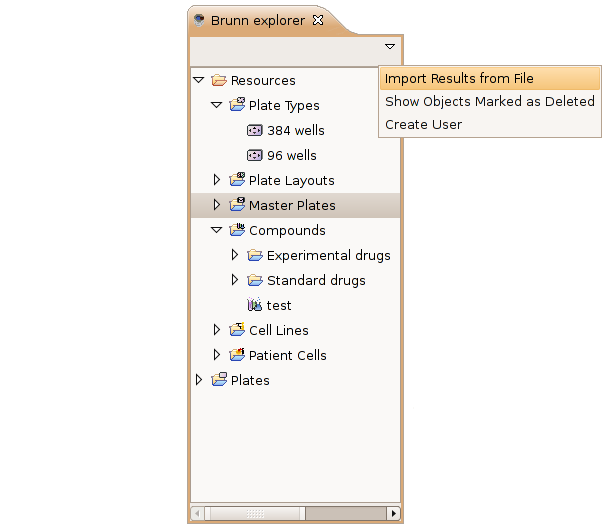 Brunn explorer
Import Results from File
Show Objects Marked as Deleted
Create User
Resources
Plate Types
384 wells
96 wells
Plate Layouts
Master Plates
Compounds
Experimental drugs
Standard drugs
test
Cell Lines
Patient Cells
Plates